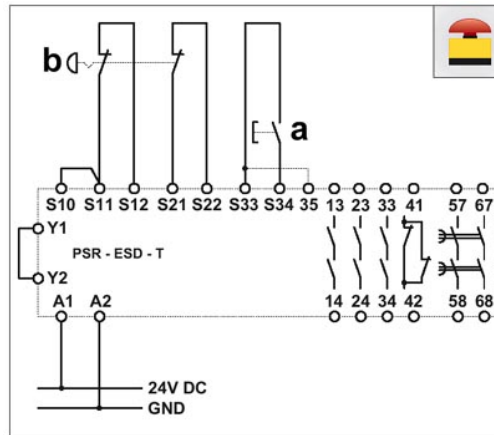 b
a
S10 S11 S12 S21 S22 S33 S34 35 13 23 33 41 57 67
Y1
PSR - ESD - T
Y2
A1 A2 14 24 34 42 58 68
24V DC
GND